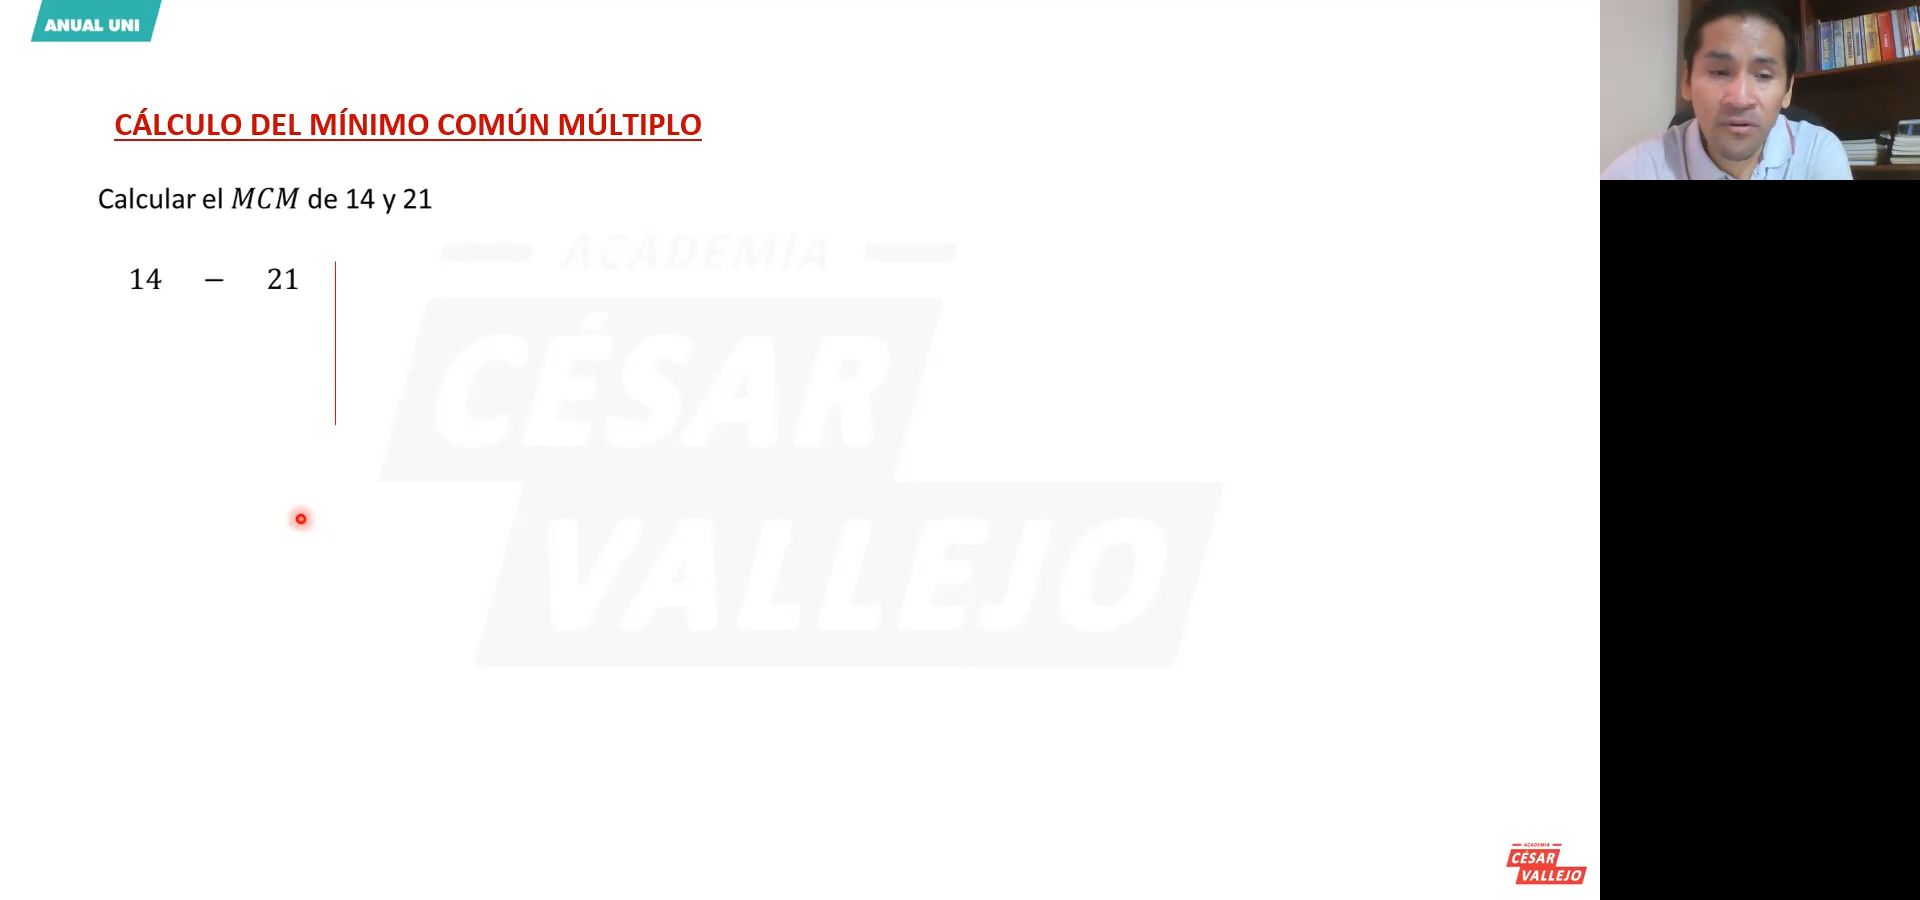 ANUAL UNI
CÁLCULO DEL MÍNIMO COMÚN MÚLTIPLO
Calcular el MCM de 14 y 21
14 – 21
ACADEMIA
CÉSAR
VALLEJO
ACADEMIA
CÉSAR
VALLEJO